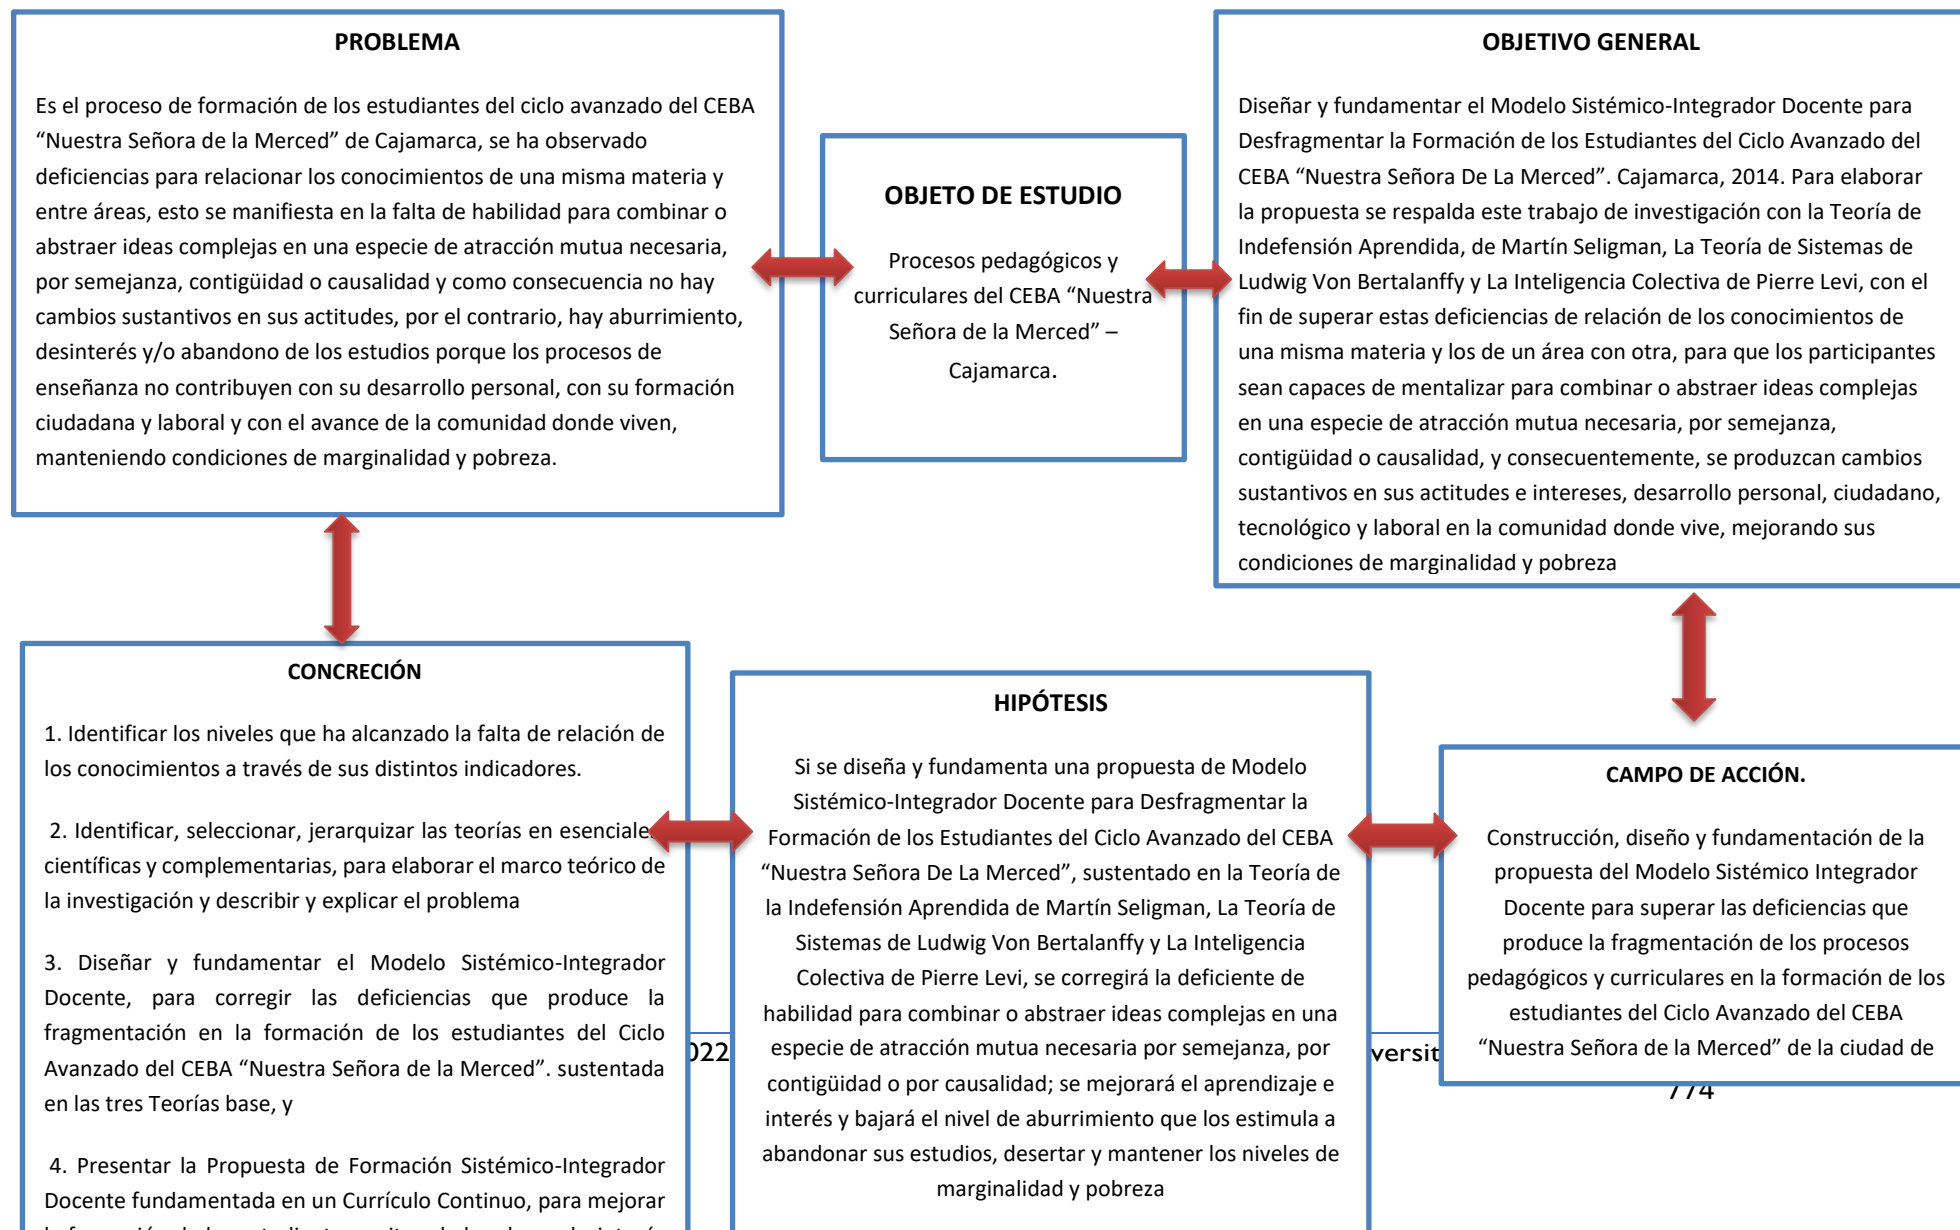 PROBLEMA
Es el proceso de formación de los estudiantes del ciclo avanzado del CEBA
“Nuestra Señora de la Merced” de Cajamarca, se ha observado
deficiencias para relacionar los conocimientos de una misma materia y
entre áreas, esto se manifiesta en la falta de habilidad para combinar o
abstraer ideas complejas en una especie de atracción mutua necesaria,
por semejanza, contigüidad o causalidad y como consecuencia no hay
cambios sustantivos en sus actitudes, por el contrario, hay aburrimiento,
desinterés y/o abandono de los estudios porque los procesos de
enseñanza no contribuyen con su desarrollo personal, con su formación
ciudadana y laboral y con el avance de la comunidad donde viven,
manteniendo condiciones de marginalidad y pobreza.
OBJETO DE ESTUDIO
Procesos pedagógicos y
curriculares del CEBA “Nuestra
Señora de la Merced” –
Cajamarca.
OBJETIVO GENERAL
Diseñar y fundamentar el Modelo Sistémico-Integrador Docente para
Desfragmentar la Formación de los Estudiantes del Ciclo Avanzado del
CEBA “Nuestra Señora De La Merced”. Cajamarca, 2014. Para elaborar
la propuesta se respalda este trabajo de investigación con la Teoría de
Indefensión Aprendida, de Martín Seligman, La Teoría de Sistemas de
Ludwig Von Bertalanffy y La Inteligencia Colectiva de Pierre Levi, con el
fin de superar estas deficiencias de relación de los conocimientos de
una misma materia y los de un área con otra, para que los participantes
sean capaces de mentalizar para combinar o abstraer ideas complejas
en una especie de atracción mutua necesaria, por semejanza,
contigüidad o causalidad, y consecuentemente, se produzcan cambios
sustantivos en sus actitudes e intereses, desarrollo personal, ciudadano,
tecnológico y laboral en la comunidad donde vive, mejorando sus
condiciones de marginalidad y pobreza
CONCRECIÓN
1. Identificar los niveles que ha alcanzado la falta de relación de
los conocimientos a través de sus distintos indicadores.
2. Identificar, seleccionar, jerarquizar las teorías en esenciales
científicas y complementarias, para elaborar el marco teórico de
la investigación y describir y explicar el problema
3. Diseñar y fundamentar el Modelo Sistémico-Integrador
Docente, para corregir las deficiencias que produce la
fragmentación en la formación de los estudiantes del Ciclo
Avanzado del CEBA “Nuestra Señora de la Merced”. sustentada
en las tres Teorías base, y
4. Presentar la Propuesta de Formación Sistémico-Integrador
Docente fundamentada en un Currículo Continuo, para mejorar
HIPÓTESIS
Si se diseña y fundamenta una propuesta de Modelo
Sistémico-Integrador Docente para Desfragmentar la
Formación de los Estudiantes del Ciclo Avanzado del CEBA
“Nuestra Señora De La Merced”, sustentado en la Teoría de
la Indefensión Aprendida de Martín Seligman, La Teoría de
Sistemas de Ludwig Von Bertalanffy y La Inteligencia
Colectiva de Pierre Levi, se corregirá la deficiente de
habilidad para combinar o abstraer ideas complejas en una
especie de atracción mutua necesaria por semejanza, por
contigüidad o por causalidad; se mejorará el aprendizaje e
interés y bajará el nivel de aburrimiento que los estimula a
abandonar sus estudios, desertar y mantener los niveles de
marginalidad y pobreza
CAMPO DE ACCIÓN.
Construcción, diseño y fundamentación de la
propuesta del Modelo Sistémico Integrador
Docente para superar las deficiencias que
produce la fragmentación de los procesos
pedagógicos y curriculares en la formación de los
estudiantes del Ciclo Avanzado del CEBA
“Nuestra Señora de la Merced” de la ciudad de
022
versit
774